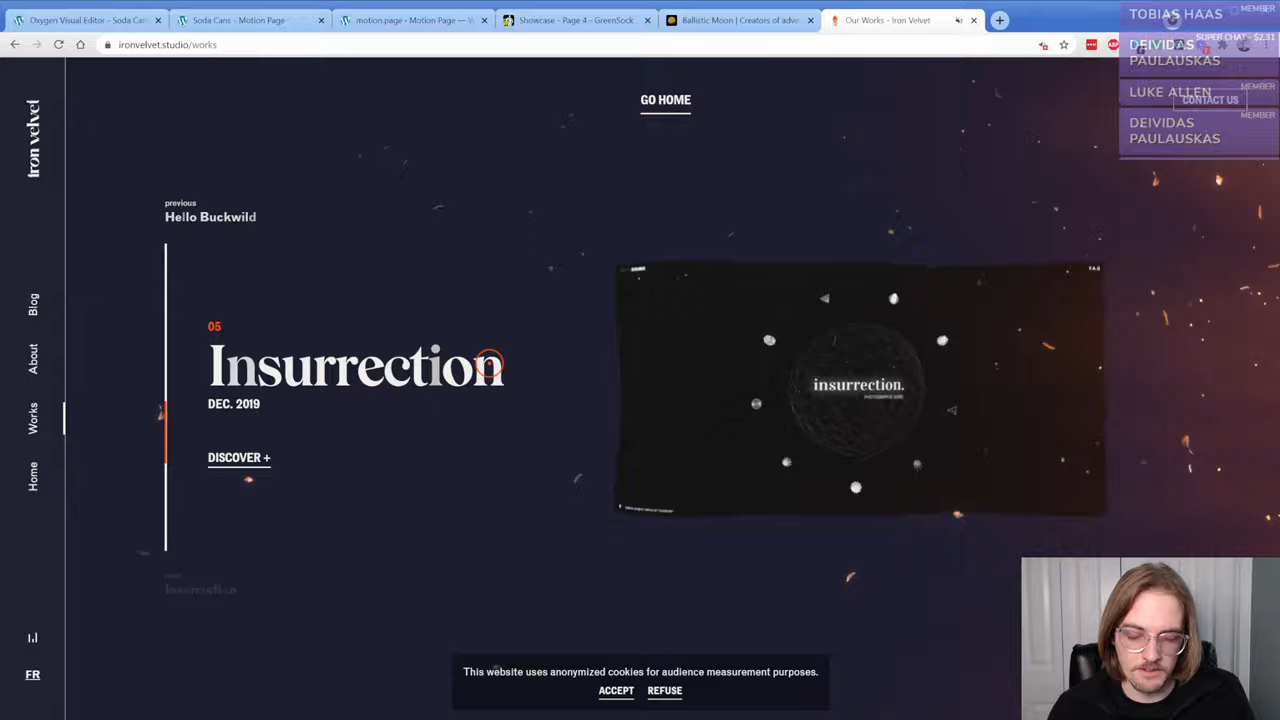 Oxygen Visual Editor - Soda Can
Soda Cans - Motion Page
motion.page - Motion Page — V
Showcase - Page 4 - GreenSock
Ballistic Moon | Creators of adve
Our Works - Iron Velvet
ironvelvet.studio/works
TOBIAS HAAS
MEMBER
SUPER CHAT - $2.31
DEIVIDAS
PAULAUSKAS
LUKE ALLEN
MEMBER
CONTACT US
DEIVIDAS
PAULAUSKAS
MEMBER
iron velvet
GO HOME
previous
Hello Buckwild
05
Insurrection
DEC. 2019
DISCOVER +
Insurrection
SOUND
F.A.Q
insurrection.
Blog
About
Works
Home
FR
This website uses anonymized cookies for audience measurement purposes.
ACCEPT
REFUSE